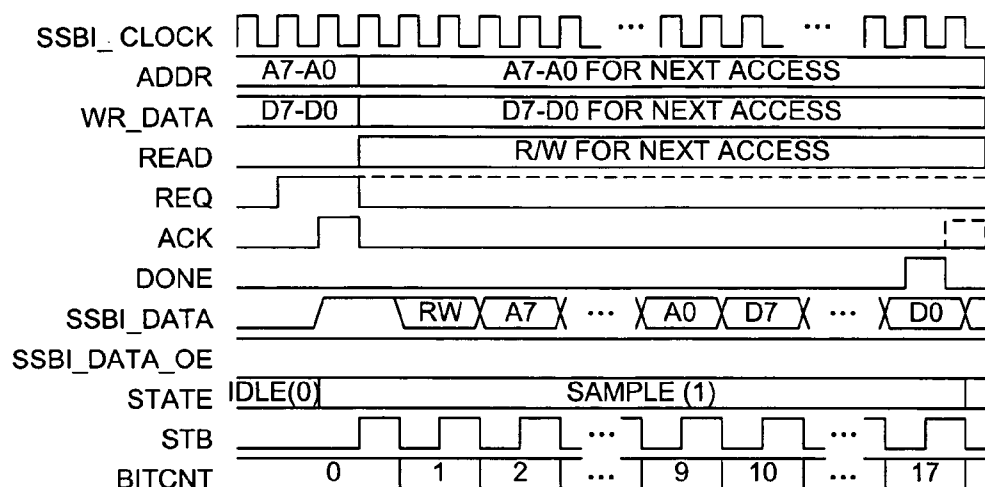 SSBI_ CLOCK ... ...
ADDR A7-A0 A7-A0 FOR NEXT ACCESS
WR_DATA D7-D0 D7-D0 FOR NEXT ACCESS
READ R/W FOR NEXT ACCESS
REQ
ACK
DONE
SSBI_DATA RW A7 ... A0 D7 ... D0
SSBI_DATA_OE
STATE IDLE(0) SAMPLE (1)
STB ... ...
BITCNT 0 1 2 ... 9 10 ... 17